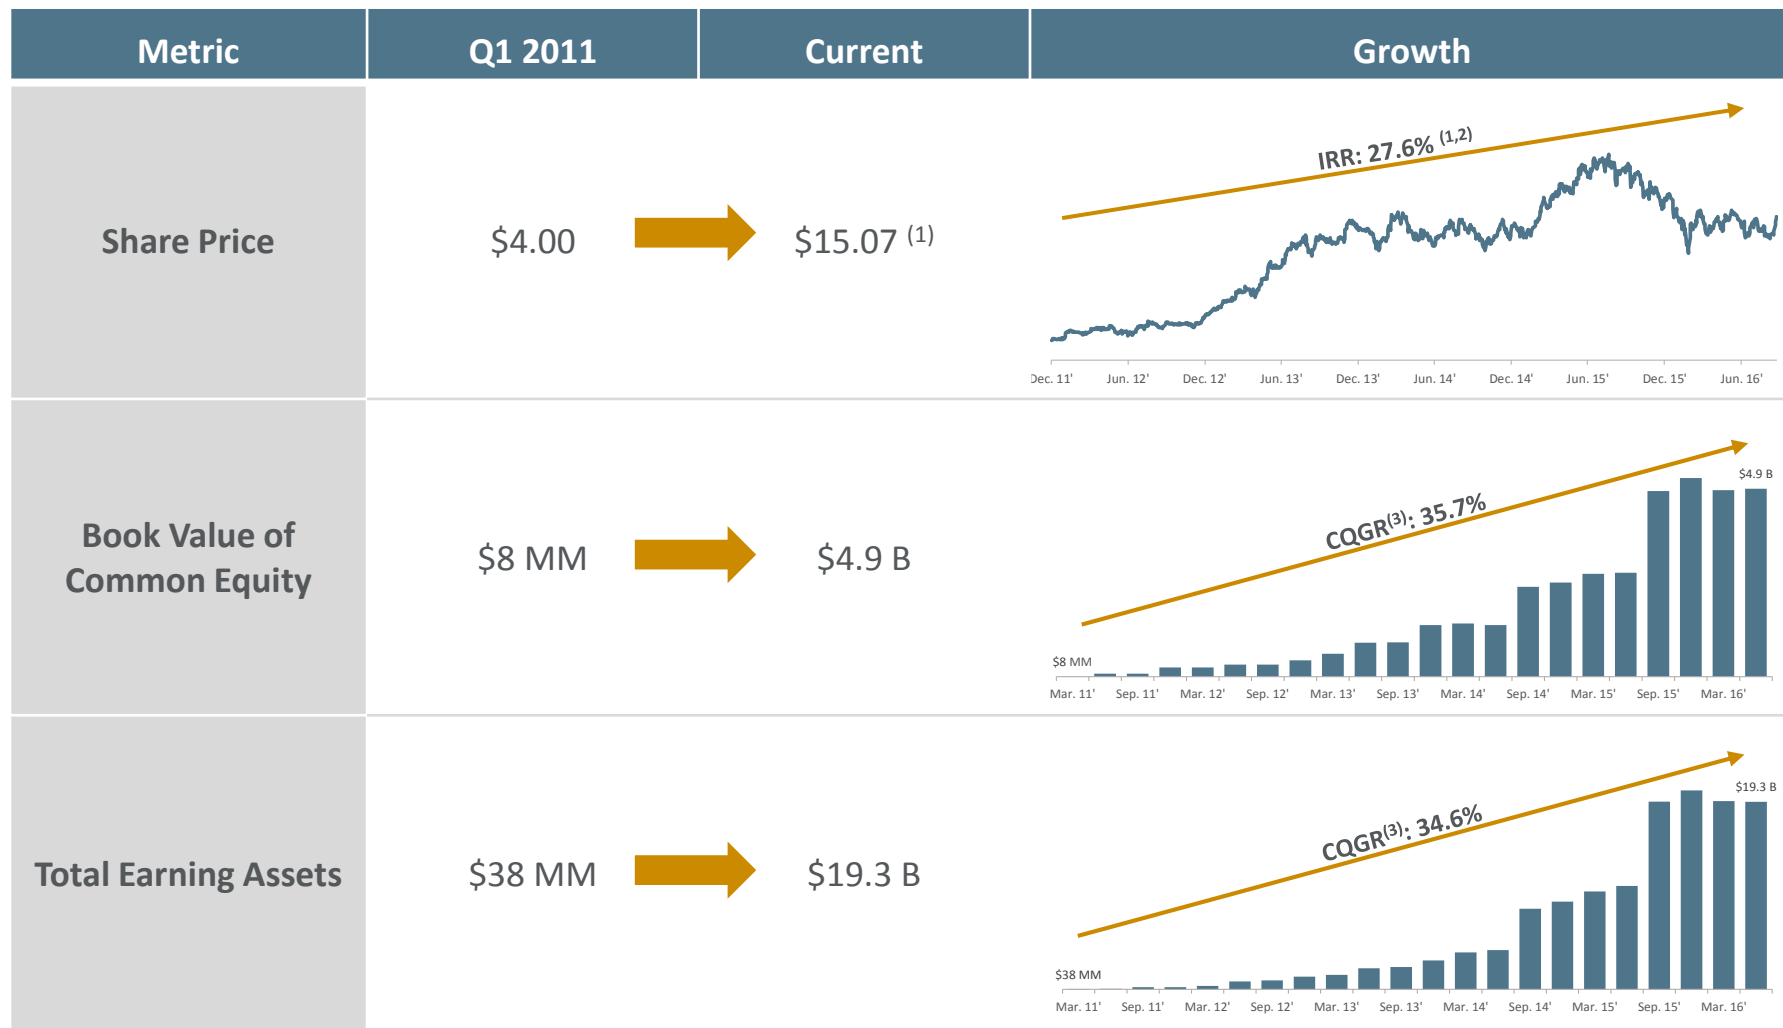 Metric
Q1 2011
Current
Growth
Share Price
$4.00
$15.07 (1)
IRR: 27.6% (1,2)
Dec. 11'
Jun. 12'
Dec. 12'
Jun. 13'
Dec. 13'
Jun. 14'
Dec. 14'
Jun. 15'
Dec. 15'
Jun. 16'
Book Value of
Common Equity
$8 MM
$4.9 B
CQGR(3): 35.7%
$4.9 B
$8 MM
Mar. 11'
Sep. 11'
Mar. 12'
Sep. 12'
Mar. 13'
Sep. 13'
Mar. 14'
Sep. 14'
Mar. 15'
Sep. 15'
Mar. 16'
Total Earning Assets
$38 MM
$19.3 B
CQGR(3): 34.6%
$19.3 B
$38 MM
Mar. 11'
Sep. 11'
Mar. 12'
Sep. 12'
Mar. 13'
Sep. 13'
Mar. 14'
Sep. 14'
Mar. 15'
Sep. 15'
Mar. 16'